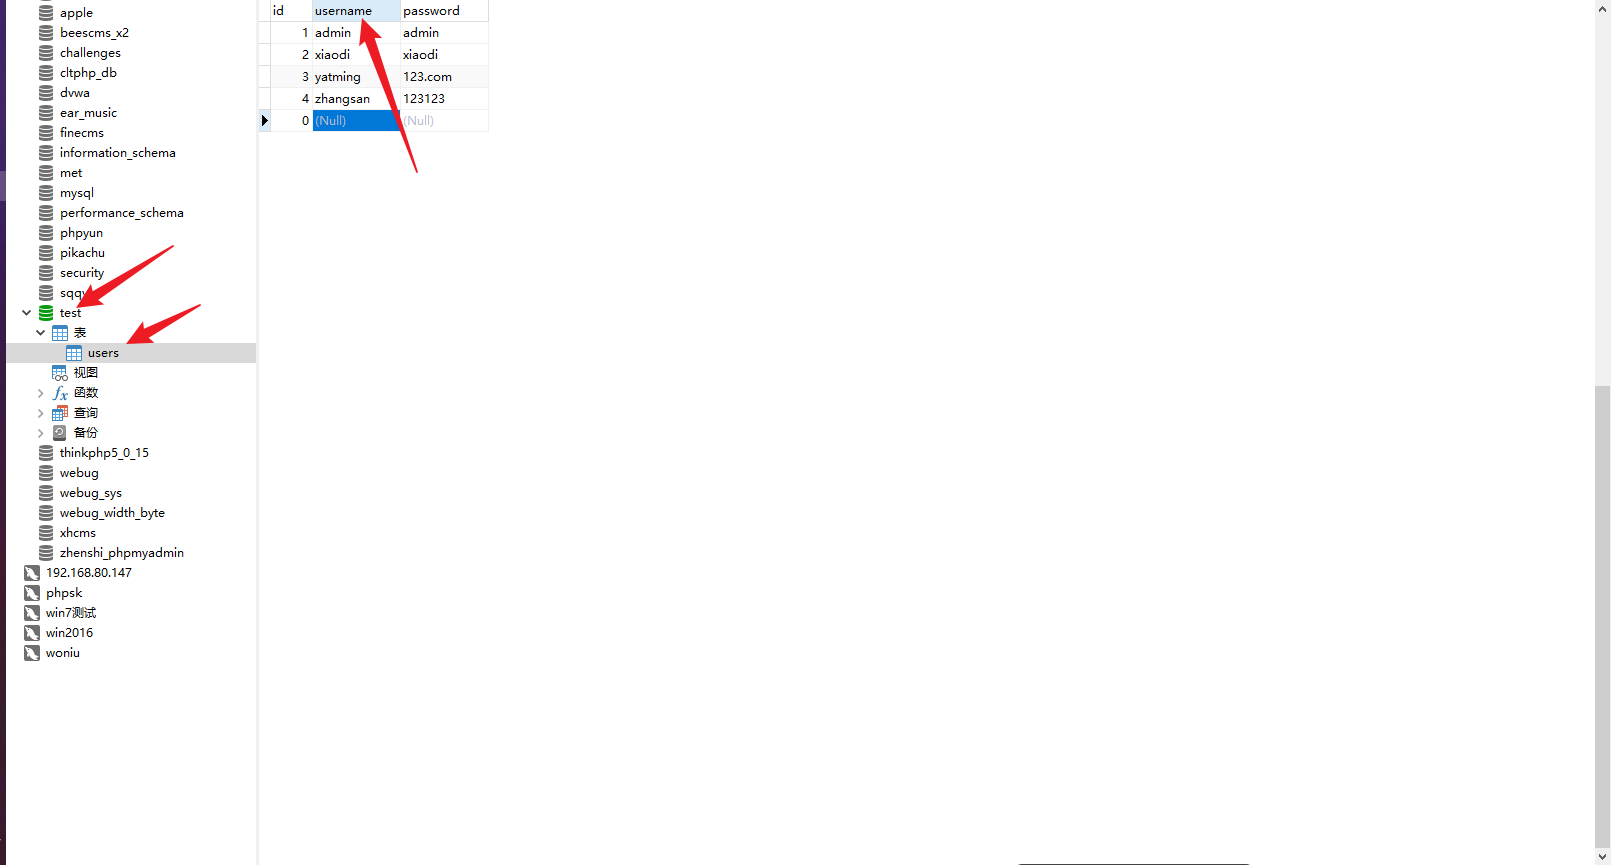 apple
beescms_x2
challenges
cltphp_db
dvwa
ear_music
finecms
information_schema
met
mysql
performance_schema
phpyun
pikachu
security
test
表
users
视图
函数
查询
备份
thinkphp5_0_15
webug
webug_sys
webug_width_byte
xhcms
zhenshi_phpmyadmin
192.168.80.147
phpsk
win7测试
win2016
woniu
id username password
1 admin admin
2 xiaodi xiaodi
3 yatming 123.com
4 zhangsan 123123
0 (Null) (Null)